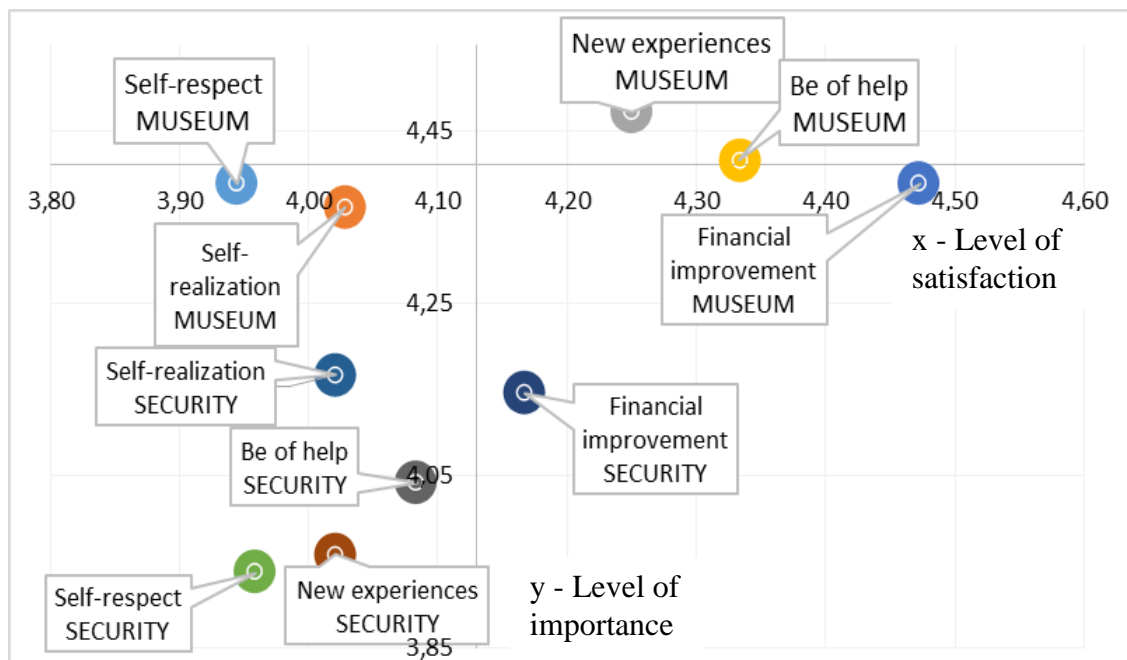 New experiences
MUSEUM
Self-respect
MUSEUM
Be of help
MUSEUM
4,45
3,80
3,90
4,00
4,10
4,20
4,30
4,40
4,50
4,60
Self-
realization
MUSEUM
Financial
improvement
MUSEUM
x - Level of
satisfaction
4,25
Self-realization
SECURITY
Financial
improvement
SECURITY
Be of help
SECURITY
4,05
Self-respect
SECURITY
New experiences
SECURITY
y - Level of
importance
3,85